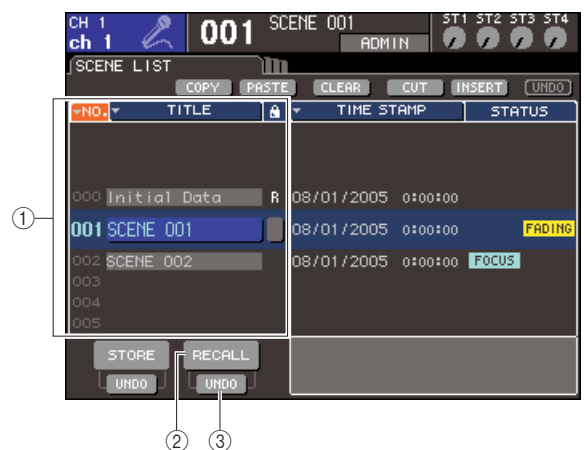 CH 1 001 SCENE 001 ST1 ST2 ST3 ST4
ch 1 ADMIN
SCENE LIST
COPY PASTE CLEAR CUT INSERT UNDO
NO. TITLE TIME STAMP STATUS
000 Initial Data R 08/01/2005 0:00:00
001 SCENE 001 08/01/2005 0:00:00 FADING
002 SCENE 002 08/01/2005 0:00:00 FOCUS
003
004
005
STORE RECALL
UNDO UNDO
① ② ③